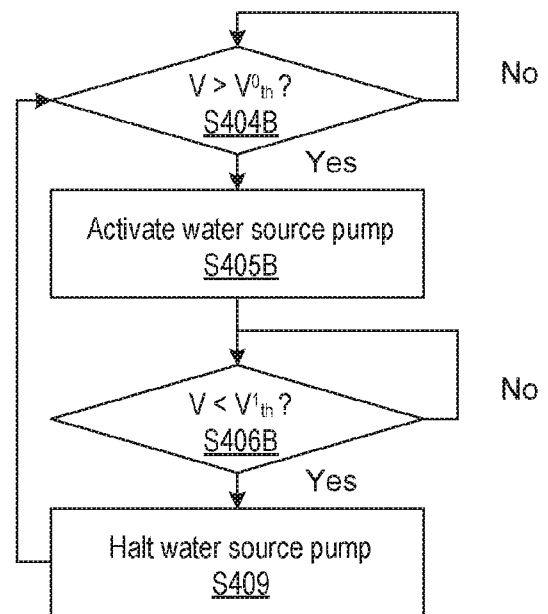 V > V⁰th ?
S404B
No
Yes
Activate water source pump
S405B
V < V¹th ?
S406B
No
Yes
Halt water source pump
S409